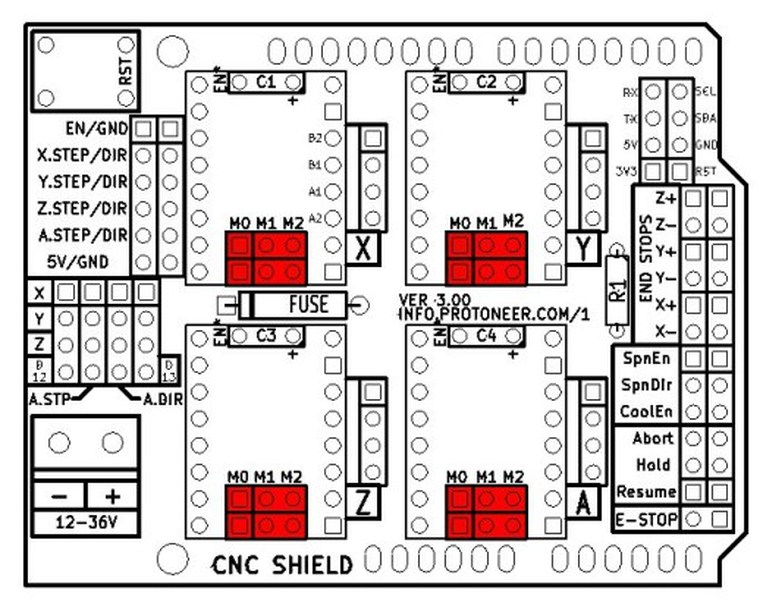 RST
EN/GND
X.STEP/DIR
Y.STEP/DIR
Z.STEP/DIR
A.STEP/DIR
5V/GND
X
Y
Z
D 12
D 13
A.STP
A.DIR
- +
12-36V
EN*
C1
+
B2
B1
A1
A2
M0 M1 M2
X
EN*
C2
+
M0 M1 M2
Y
FUSE
VER 3.00
INFO.PROTONEER.COM/1
R1
EN*
C3
+
M0 M1 M2
Z
EN*
C4
+
M0 M1 M2
A
CNC SHIELD
RX
SCL
TX
SDA
5V
GND
3V3
RST
END STOPS
Z+
Z-
Y+
Y-
X+
X-
SpnEn
SpnDir
CoolEn
Abort
Hold
Resume
E-STOP